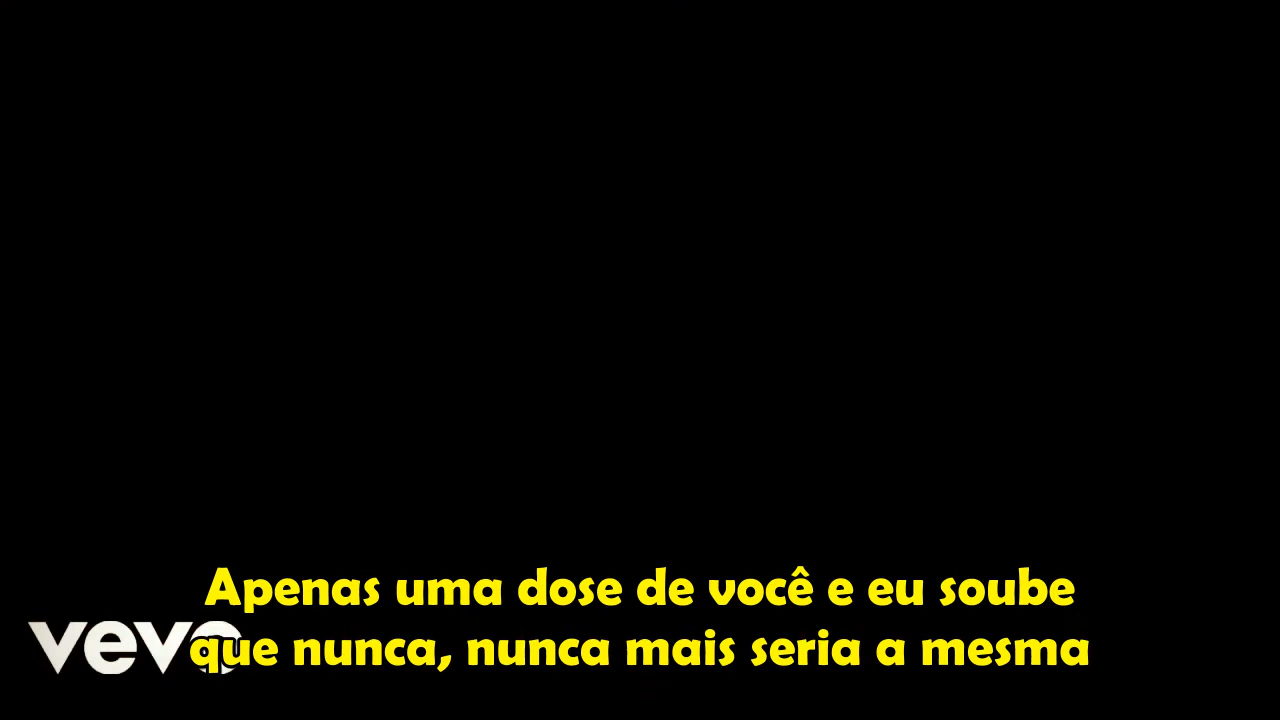 Apenas uma dose de você e eu soube
vevo que nunca, nunca mais seria a mesma